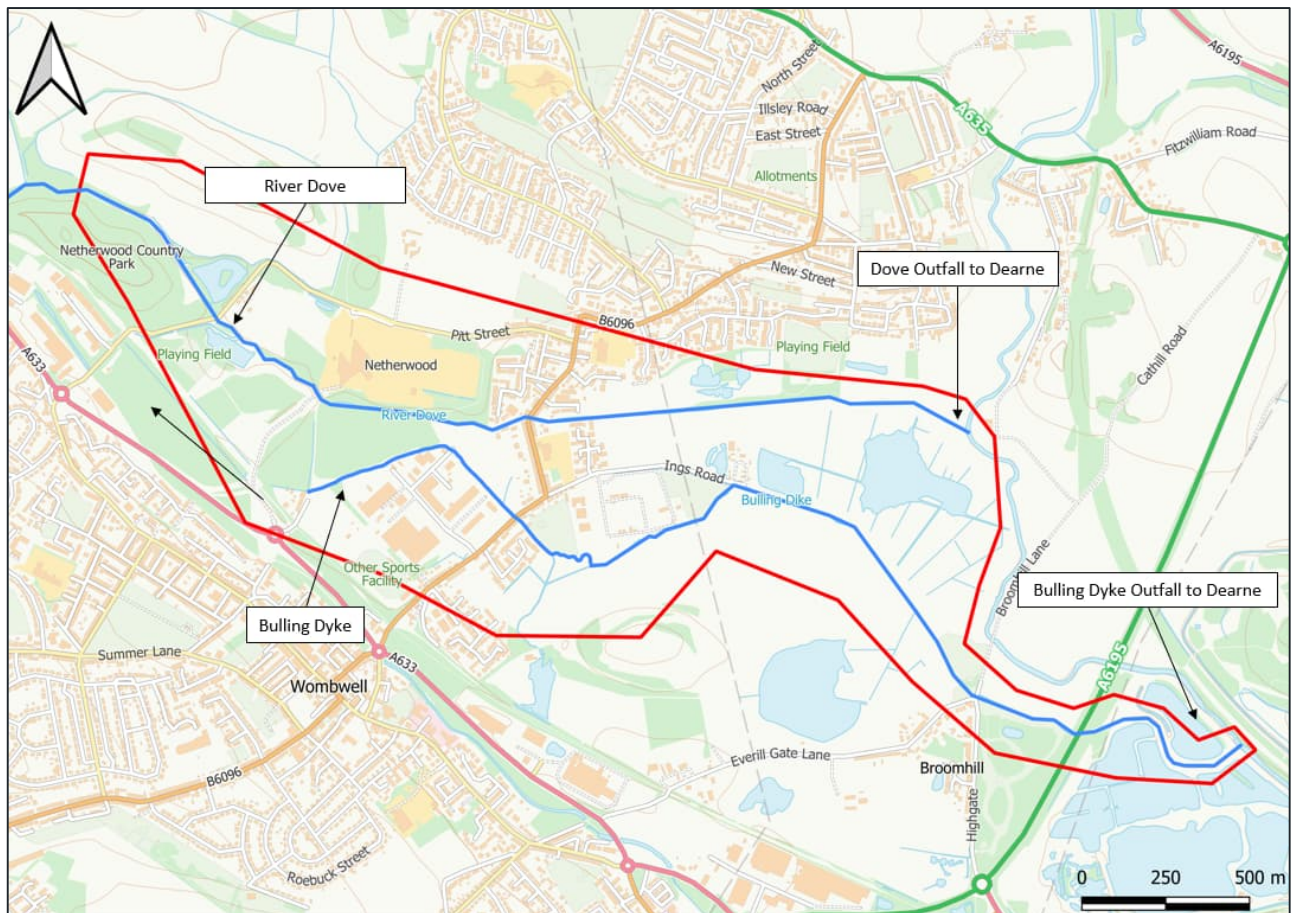 A6195
North Street
Illsley Road
A635
East Street
Fitzwilliam Road
River Dove
Allotments
Netherwood Country
Park
New Street
Dove Outfall to Dearne
B6096
Pitt Street
Playing Field
Playing Field
Netherwood
A633
Cathill Road
River Dove
Ings Road
Bulling Dike
Other Sports
Facility
Broomhill Lane
Bulling Dyke Outfall to Dearne
Bulling Dyke
Summer Lane
A633
Wombwell
A6195
Everill Gate Lane
Broomhill
B6096
Highgate
Roebuck Street
0 250 500 m